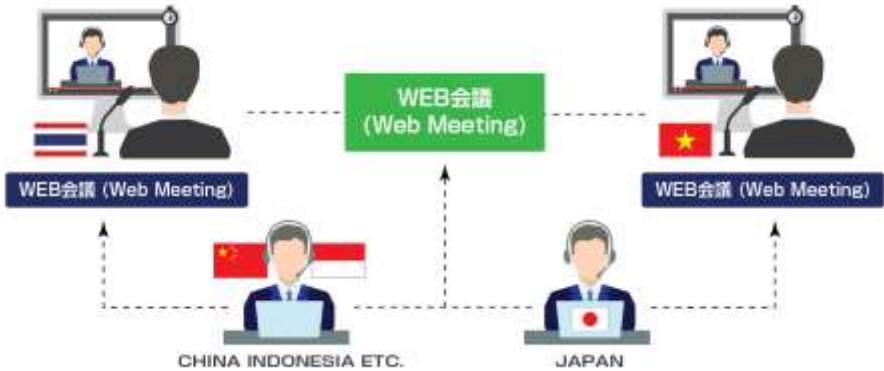 WEB会議
(Web Meeting)
WEB会議 (Web Meeting)
WEB会議 (Web Meeting)
CHINA INDONESIA ETC.
JAPAN